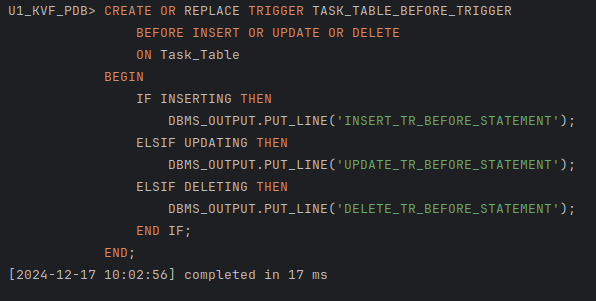 U1_KVF_PDB> CREATE OR REPLACE TRIGGER TASK_TABLE_BEFORE_TRIGGER
                BEFORE INSERT OR UPDATE OR DELETE
                ON Task_Table
            BEGIN
                IF INSERTING THEN
                    DBMS_OUTPUT.PUT_LINE('INSERT_TR_BEFORE_STATEMENT');
                ELSIF UPDATING THEN
                    DBMS_OUTPUT.PUT_LINE('UPDATE_TR_BEFORE_STATEMENT');
                ELSIF DELETING THEN
                    DBMS_OUTPUT.PUT_LINE('DELETE_TR_BEFORE_STATEMENT');
                END IF;
            END;
[2024-12-17 10:02:56] completed in 17 ms